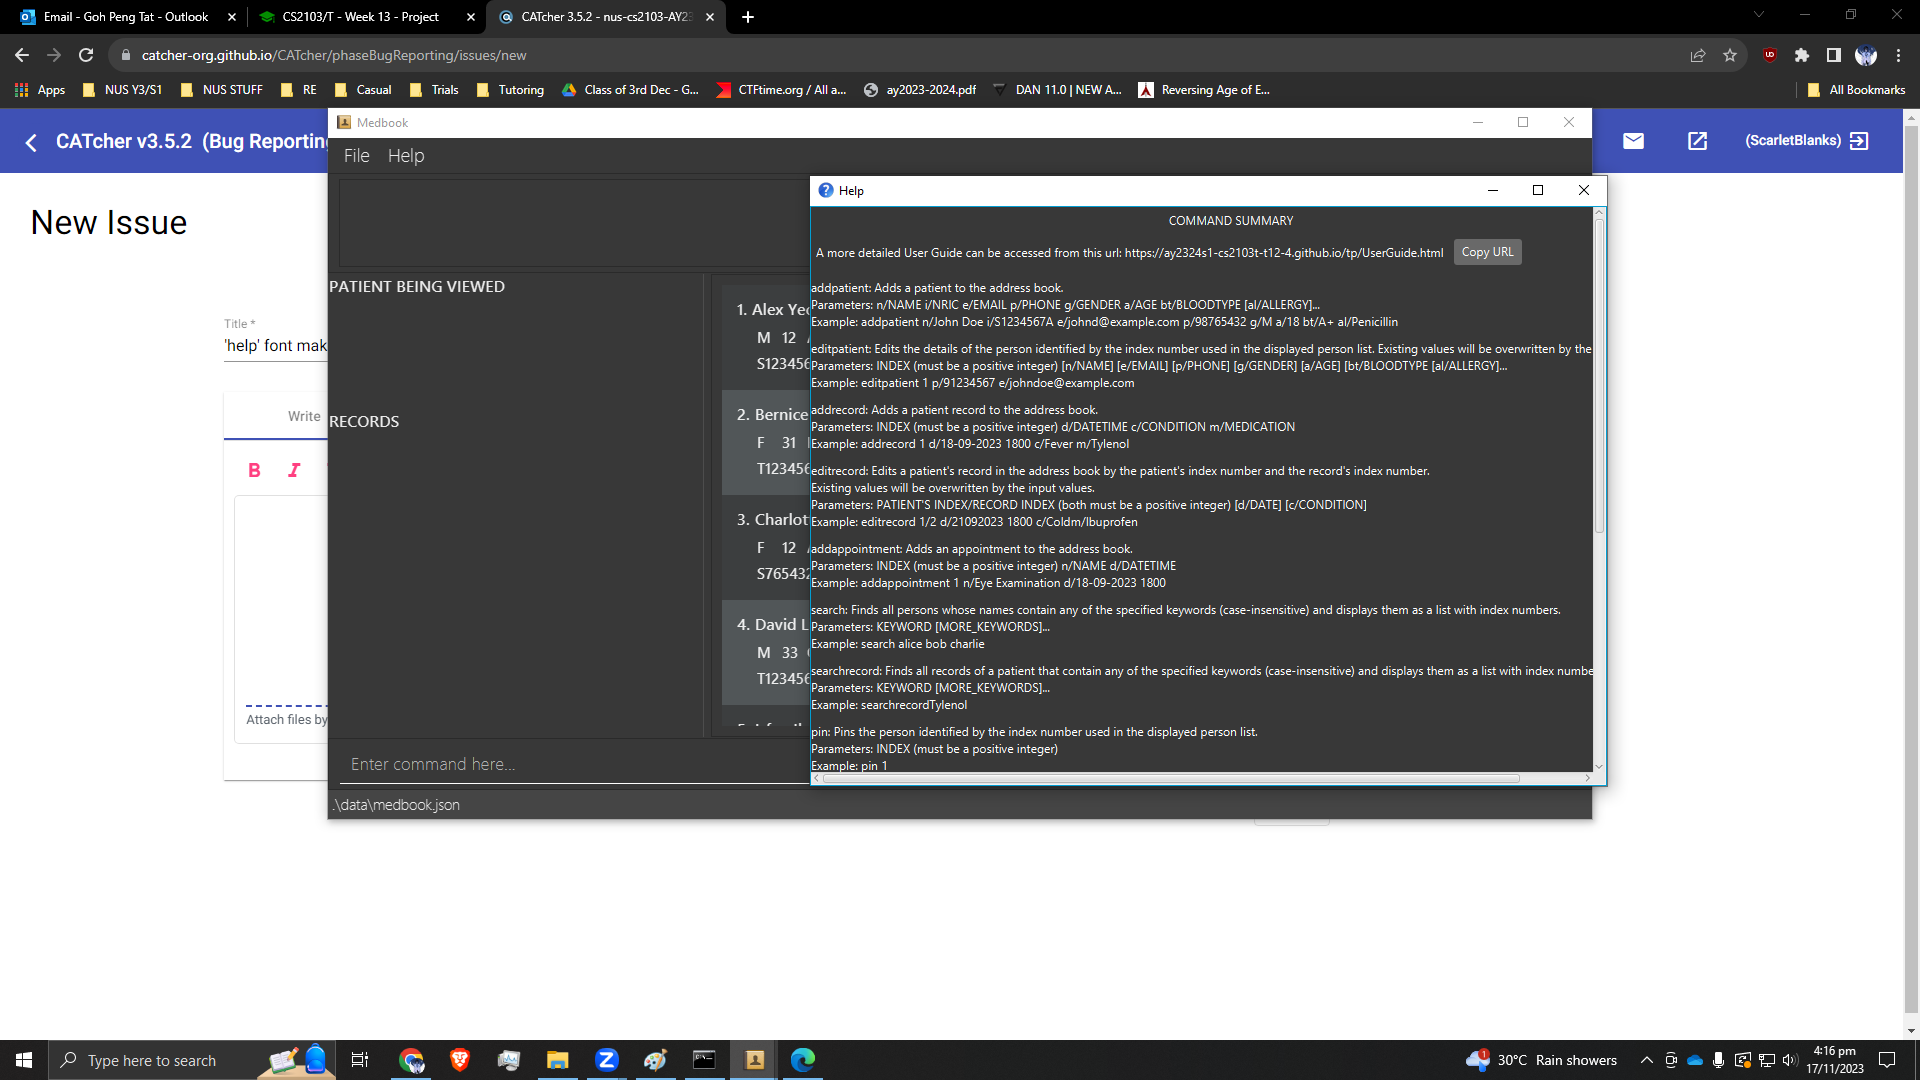 Email - Goh Peng Tat - Outlook
CS2103/T - Week 13 - Project
CATcher 3.5.2 - nus-cs2103-AY23
catcher-org.github.io/CATcher/phaseBugReporting/issues/new
Apps
NUS Y3/S1
NUS STUFF
RE
Casual
Trials
Tutoring
Class of 3rd Dec - G...
CTFtime.org / All a...
ay2023-2024.pdf
DAN 11.0 | NEW A...
Reversing Age of E...
All Bookmarks
CATcher v3.5.2 (Bug Reporting
(ScarletBlanks)
New Issue
Title *
'help' font mak
Write
B I
Attach files by
Medbook
File Help
PATIENT BEING VIEWED
RECORDS
1. Alex Yeo
M 12
S123456
2. Bernice
F 31
T123456
3. Charlot
F 12
S765432
4. David L
M 33
T123456
Enter command here...
.\data\medbook.json
Help
COMMAND SUMMARY
A more detailed User Guide can be accessed from this url: https://ay2324s1-cs2103t-t12-4.github.io/tp/UserGuide.html
Copy URL
addpatient: Adds a patient to the address book.
Parameters: n/NAME i/NRIC e/EMAIL p/PHONE g/GENDER a/AGE bt/BLOODTYPE [al/ALLERGY]...
Example: addpatient n/John Doe i/S1234567A e/johnd@example.com p/98765432 g/M a/18 bt/A+ al/Penicillin
editpatient: Edits the details of the person identified by the index number used in the displayed person list. Existing values will be overwritten by the
Parameters: INDEX (must be a positive integer) [n/NAME] [e/EMAIL] [p/PHONE] [g/GENDER] [a/AGE] [bt/BLOODTYPE [al/ALLERGY]...
Example: editpatient 1 p/91234567 e/johndoe@example.com
addrecord: Adds a patient record to the address book.
Parameters: INDEX (must be a positive integer) d/DATETIME c/CONDITION m/MEDICATION
Example: addrecord 1 d/18-09-2023 1800 c/Fever m/Tylenol
editrecord: Edits a patient's record in the address book by the patient's index number and the record's index number.
Existing values will be overwritten by the input values.
Parameters: PATIENT'S INDEX/RECORD INDEX (both must be a positive integer) [d/DATE] [c/CONDITION]
Example: editrecord 1/2 d/21092023 1800 c/Coldm/Ibuprofen
addappointment: Adds an appointment to the address book.
Parameters: INDEX (must be a positive integer) n/NAME d/DATETIME
Example: addappointment 1 n/Eye Examination d/18-09-2023 1800
search: Finds all persons whose names contain any of the specified keywords (case-insensitive) and displays them as a list with index numbers.
Parameters: KEYWORD [MORE_KEYWORDS]...
Example: search alice bob charlie
searchrecord: Finds all records of a patient that contain any of the specified keywords (case-insensitive) and displays them as a list with index numbe
Parameters: KEYWORD [MORE_KEYWORDS]...
Example: searchrecordTylenol
pin: Pins the person identified by the index number used in the displayed person list.
Parameters: INDEX (must be a positive integer)
Example: pin 1
Type here to search
30°C Rain showers
4:16 pm
17/11/2023